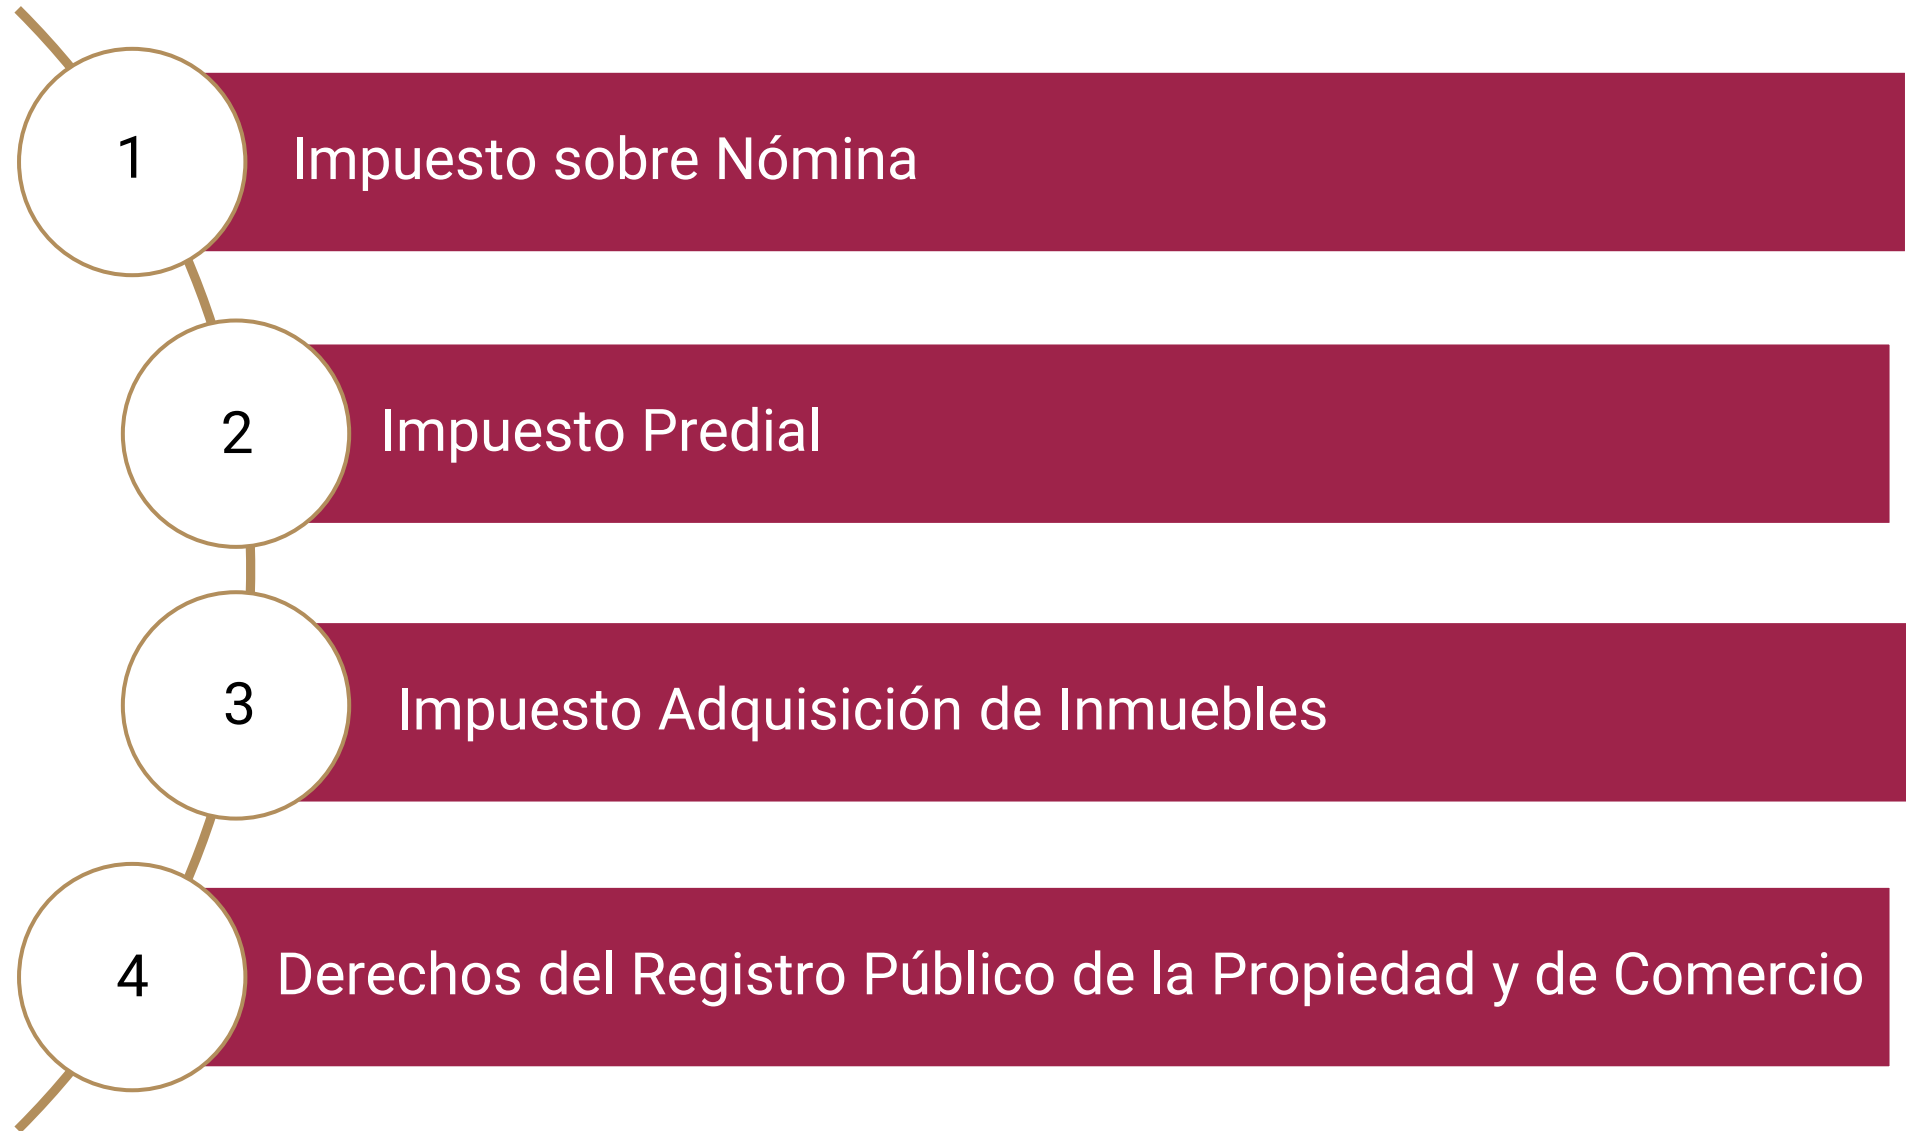 1
Impuesto sobre Nómina
2
Impuesto Predial
3
Impuesto Adquisición de Inmuebles
4
Derechos del Registro Público de la Propiedad y de Comercio